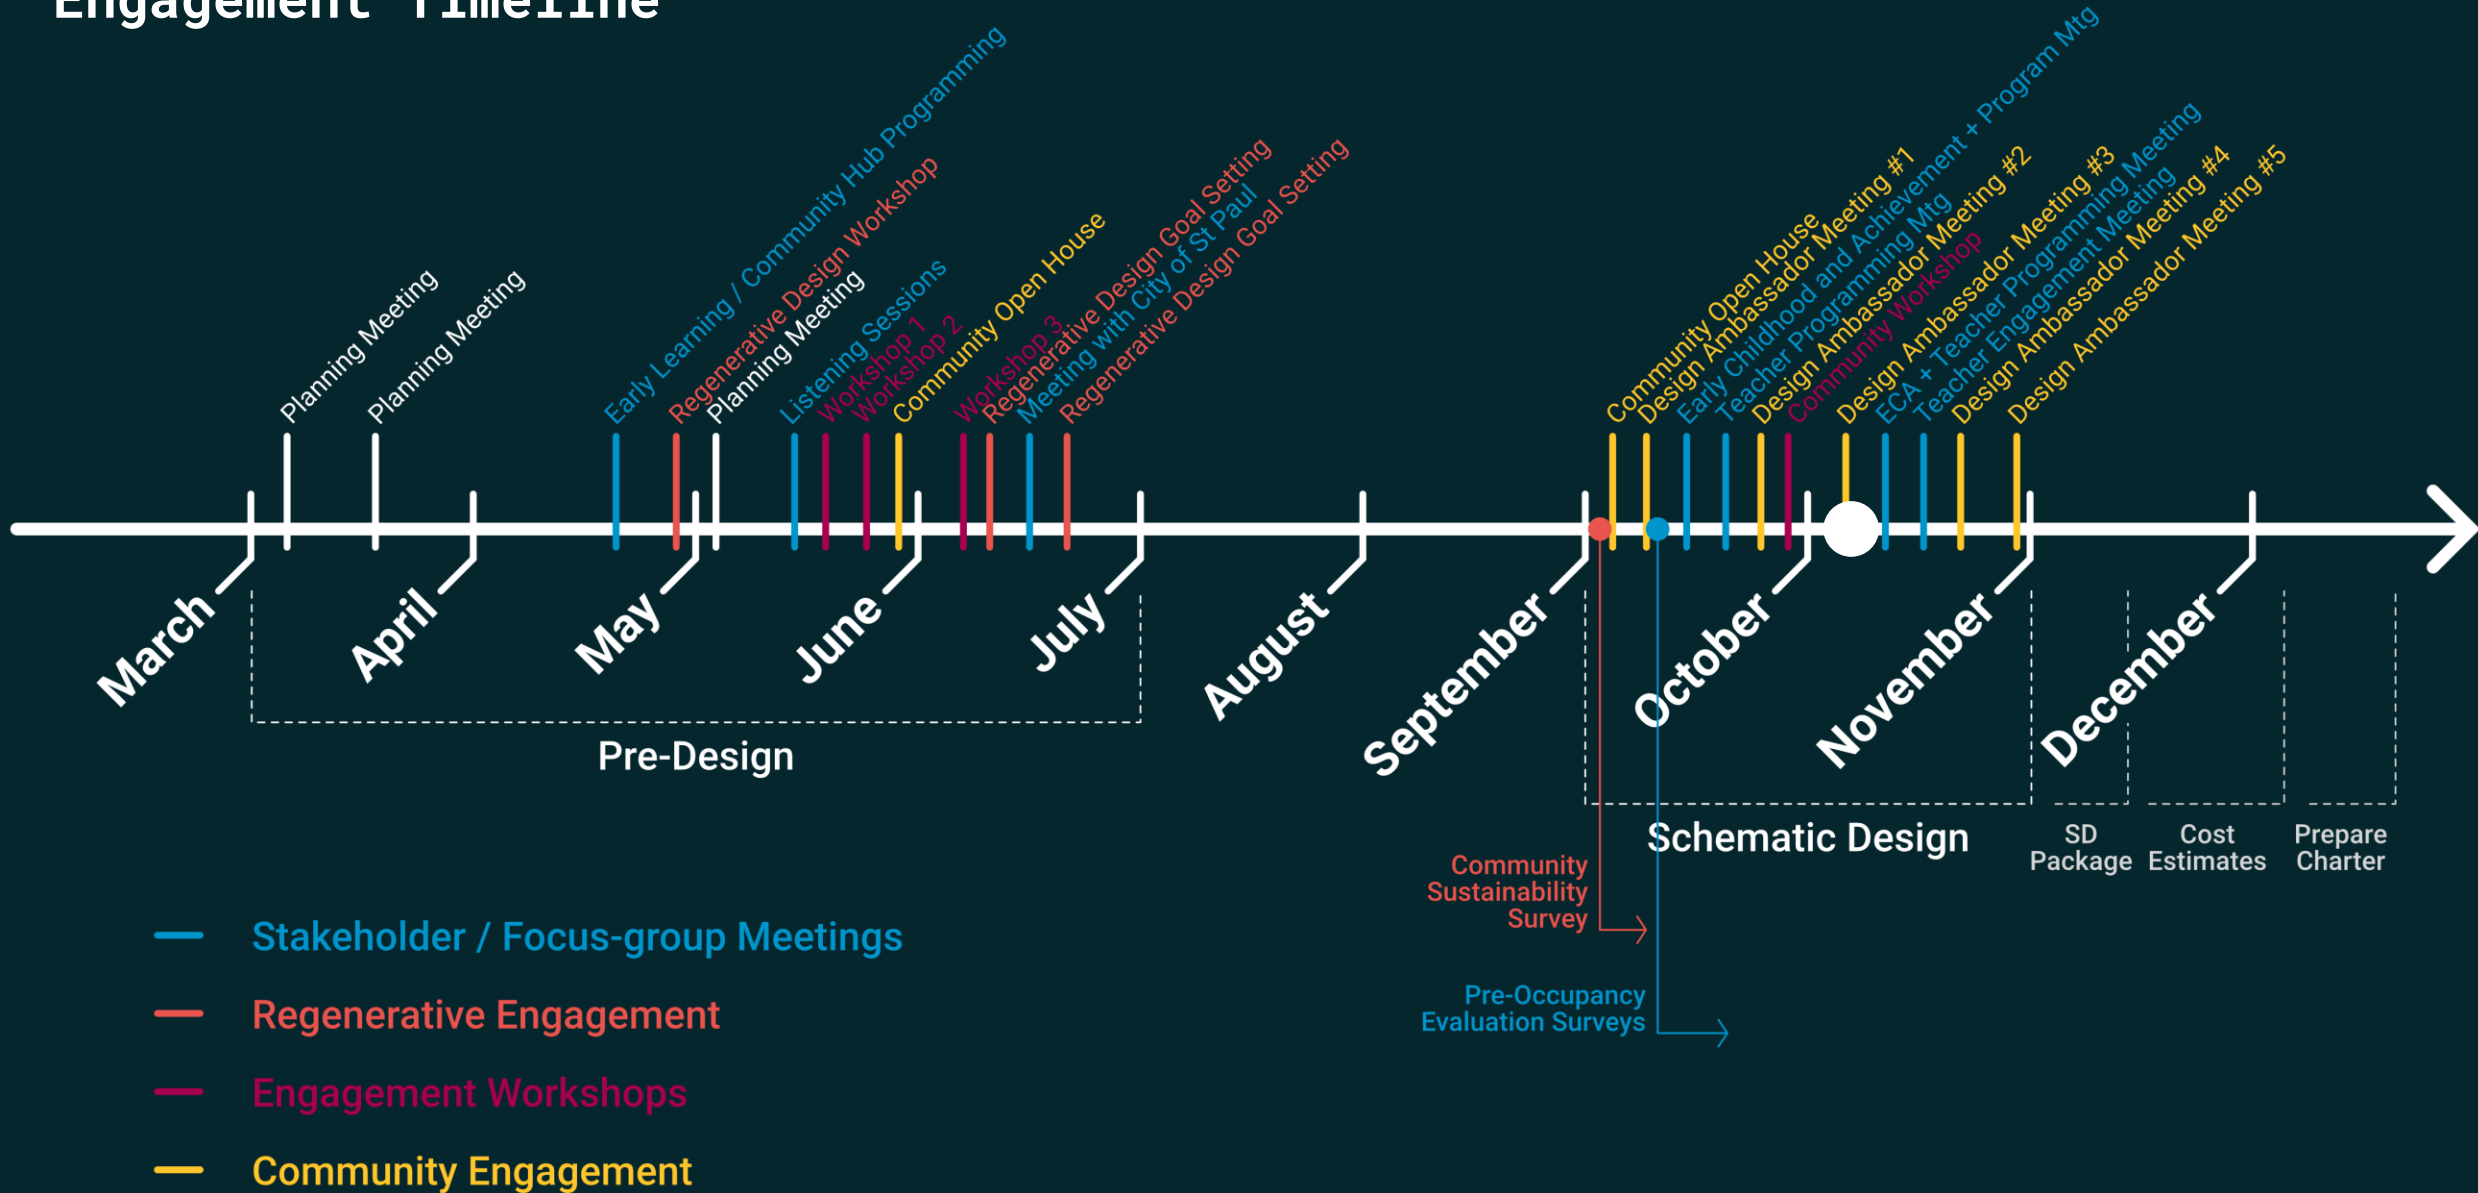 Engagement Timeline
Planning Meeting
Planning Meeting
Early Learning / Community Hub Programming
Regenerative Design Workshop
Planning Meeting
Listening Sessions
Workshop 1
Workshop 2
Community Open House
Workshop 3
Regenerative Design Goal Setting
Meeting with City of St Paul
Regenerative Design Goal Setting
Community Open House
Design Ambassador Meeting #1
Early Childhood and Achievement + Program Mtg
Teacher Programming Mtg
Design Ambassador Meeting #2
Community Workshop
Design Ambassador Meeting #3
ECA + Teacher Programming Meeting
Teacher Engagement Meeting
Design Ambassador Meeting #4
Design Ambassador Meeting #5
March
April
May
June
July
August
September
October
November
December
Pre-Design
Schematic Design
SD
Package
Cost
Estimates
Prepare
Charter
Community
Sustainability
Survey
Pre-Occupancy
Evaluation Surveys
Stakeholder / Focus-group Meetings
Regenerative Engagement
Engagement Workshops
Community Engagement